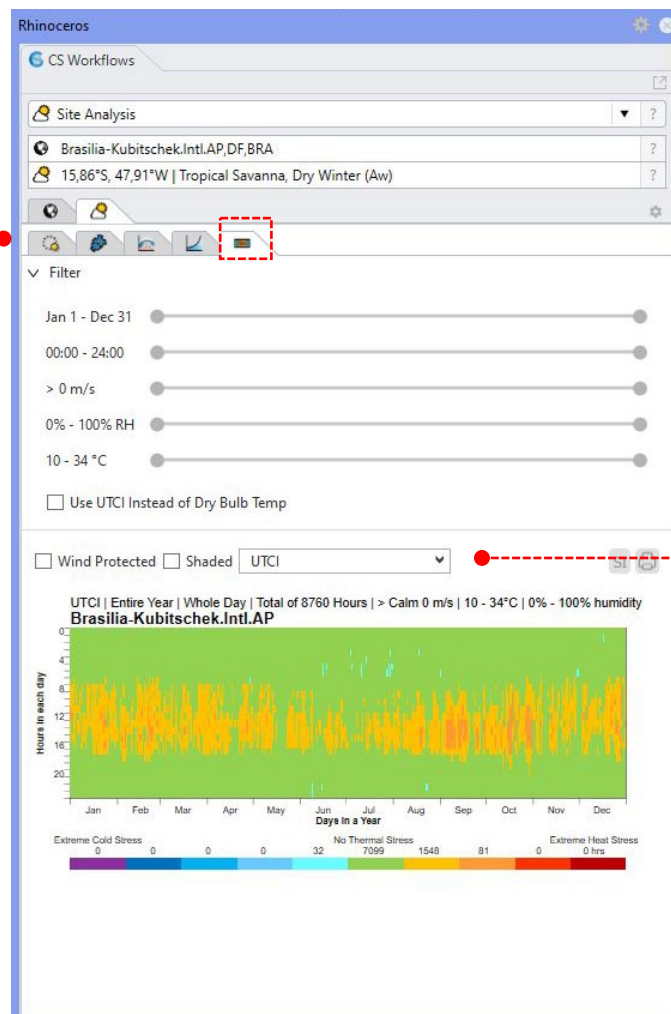 Rhinoceros
CS Workflows
Site Analysis ?
Brasilia-Kubitschek.Intl.AP,DF,BRA ?
15,86°S, 47,91°W | Tropical Savanna, Dry Winter (Aw) ?
Filter
Jan 1 - Dec 31
00:00 - 24:00
> 0 m/s
0% - 100% RH
10 - 34 °C
Use UTCI Instead of Dry Bulb Temp
Wind Protected Shaded UTCI SI
UTCI | Entire Year | Whole Day | Total of 8760 Hours | > Calm 0 m/s | 10 - 34°C | 0% - 100% humidity
Brasilia-Kubitschek.Intl.AP
Hours in each day
0
4
8
12
16
20
Jan Feb Mar Apr May Jun Jul Aug Sep Oct Nov Dec
Days in a Year
Extreme Cold Stress No Thermal Stress Extreme Heat Stress
0 0 0 0 32 7099 1548 81 0 0 hrs